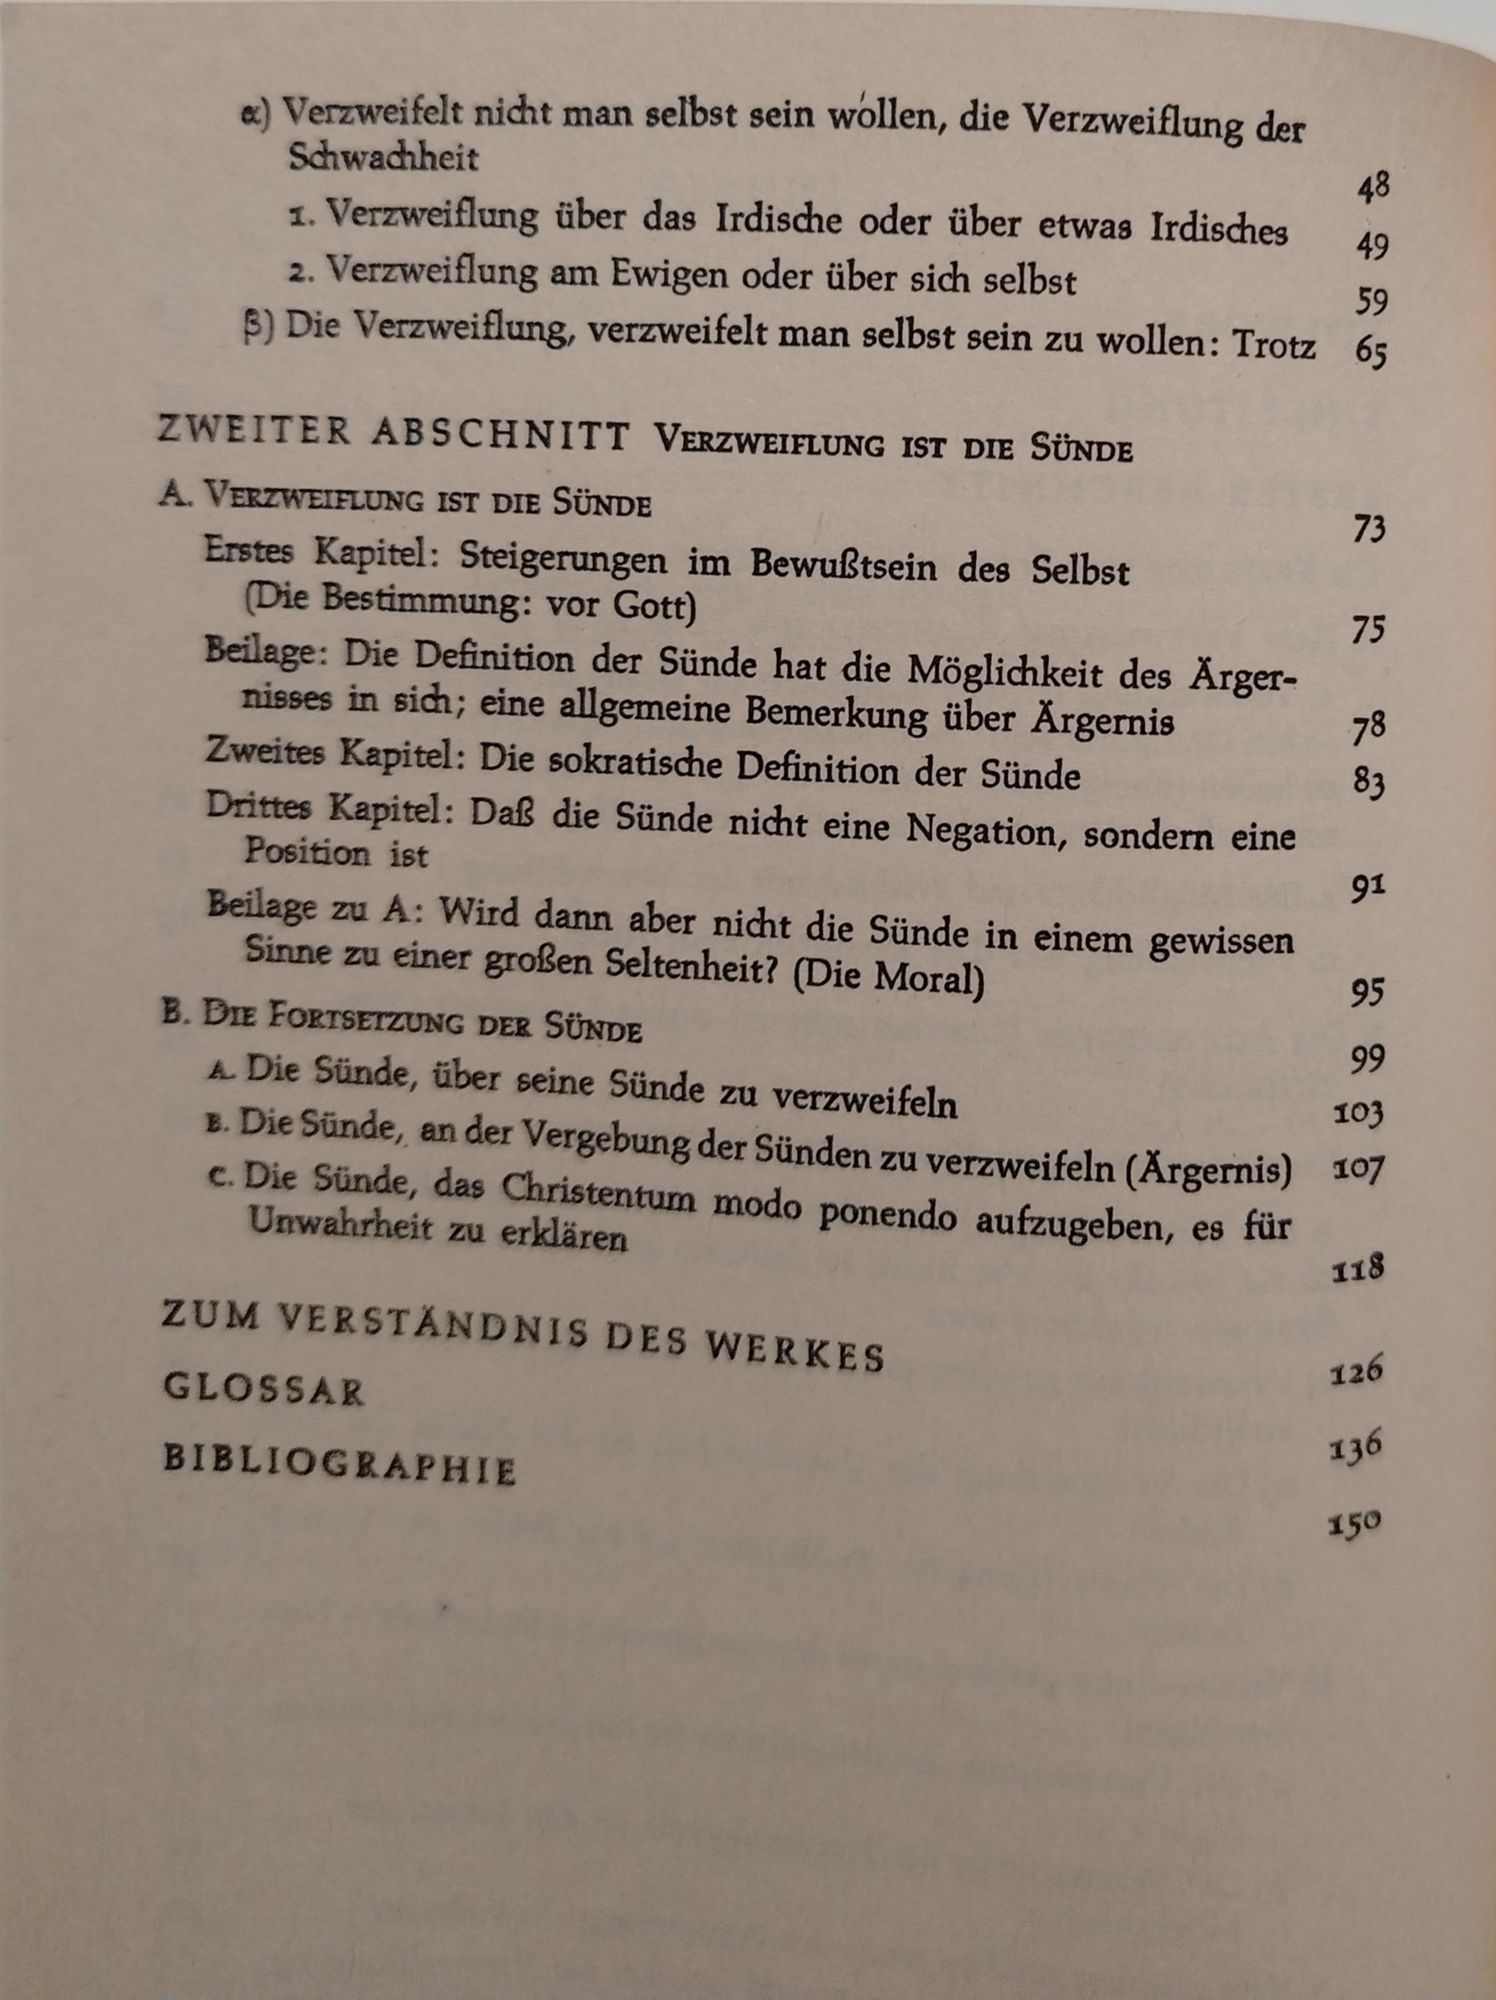 α) Verzweifelt nicht man selbst sein wollen, die Verzweiflung der
Schwachheit 48
1. Verzweiflung über das Irdische oder über etwas Irdisches 49
2. Verzweiflung am Ewigen oder über sich selbst 59
β) Die Verzweiflung, verzweifelt man selbst sein zu wollen: Trotz 65
ZWEITER ABSCHNITT VERZWEIFLUNG IST DIE SÜNDE
A. VERZWEIFLUNG IST DIE SÜNDE 73
Erstes Kapitel: Steigerungen im Bewußtsein des Selbst
(Die Bestimmung: vor Gott) 75
Beilage: Die Definition der Sünde hat die Möglichkeit des Ärger-
nisses in sich; eine allgemeine Bemerkung über Ärgernis 78
Zweites Kapitel: Die sokratische Definition der Sünde 83
Drittes Kapitel: Daß die Sünde nicht eine Negation, sondern eine
Position ist 91
Beilage zu A: Wird dann aber nicht die Sünde in einem gewissen
Sinne zu einer großen Seltenheit? (Die Moral) 95
B. DIE FORTSETZUNG DER SÜNDE 99
A. Die Sünde, über seine Sünde zu verzweifeln 103
B. Die Sünde, an der Vergebung der Sünden zu verzweifeln (Ärgernis) 107
C. Die Sünde, das Christentum modo ponendo aufzugeben, es für
Unwahrheit zu erklären 118
ZUM VERSTÄNDNIS DES WERKES 126
GLOSSAR 136
BIBLIOGRAPHIE 150